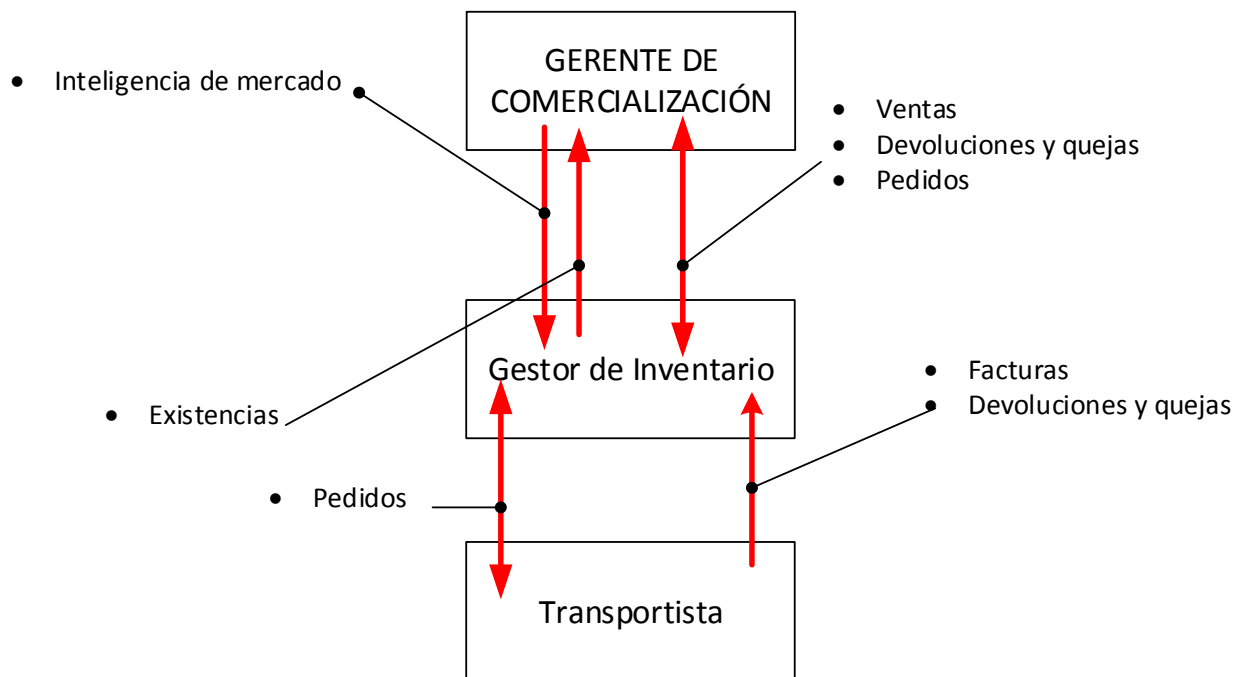 GERENTE DE
COMERCIALIZACIÓN
• Inteligencia de mercado
• Ventas
• Devoluciones y quejas
• Pedidos
Gestor de Inventario
• Existencias
• Facturas
• Devoluciones y quejas
• Pedidos
Transportista